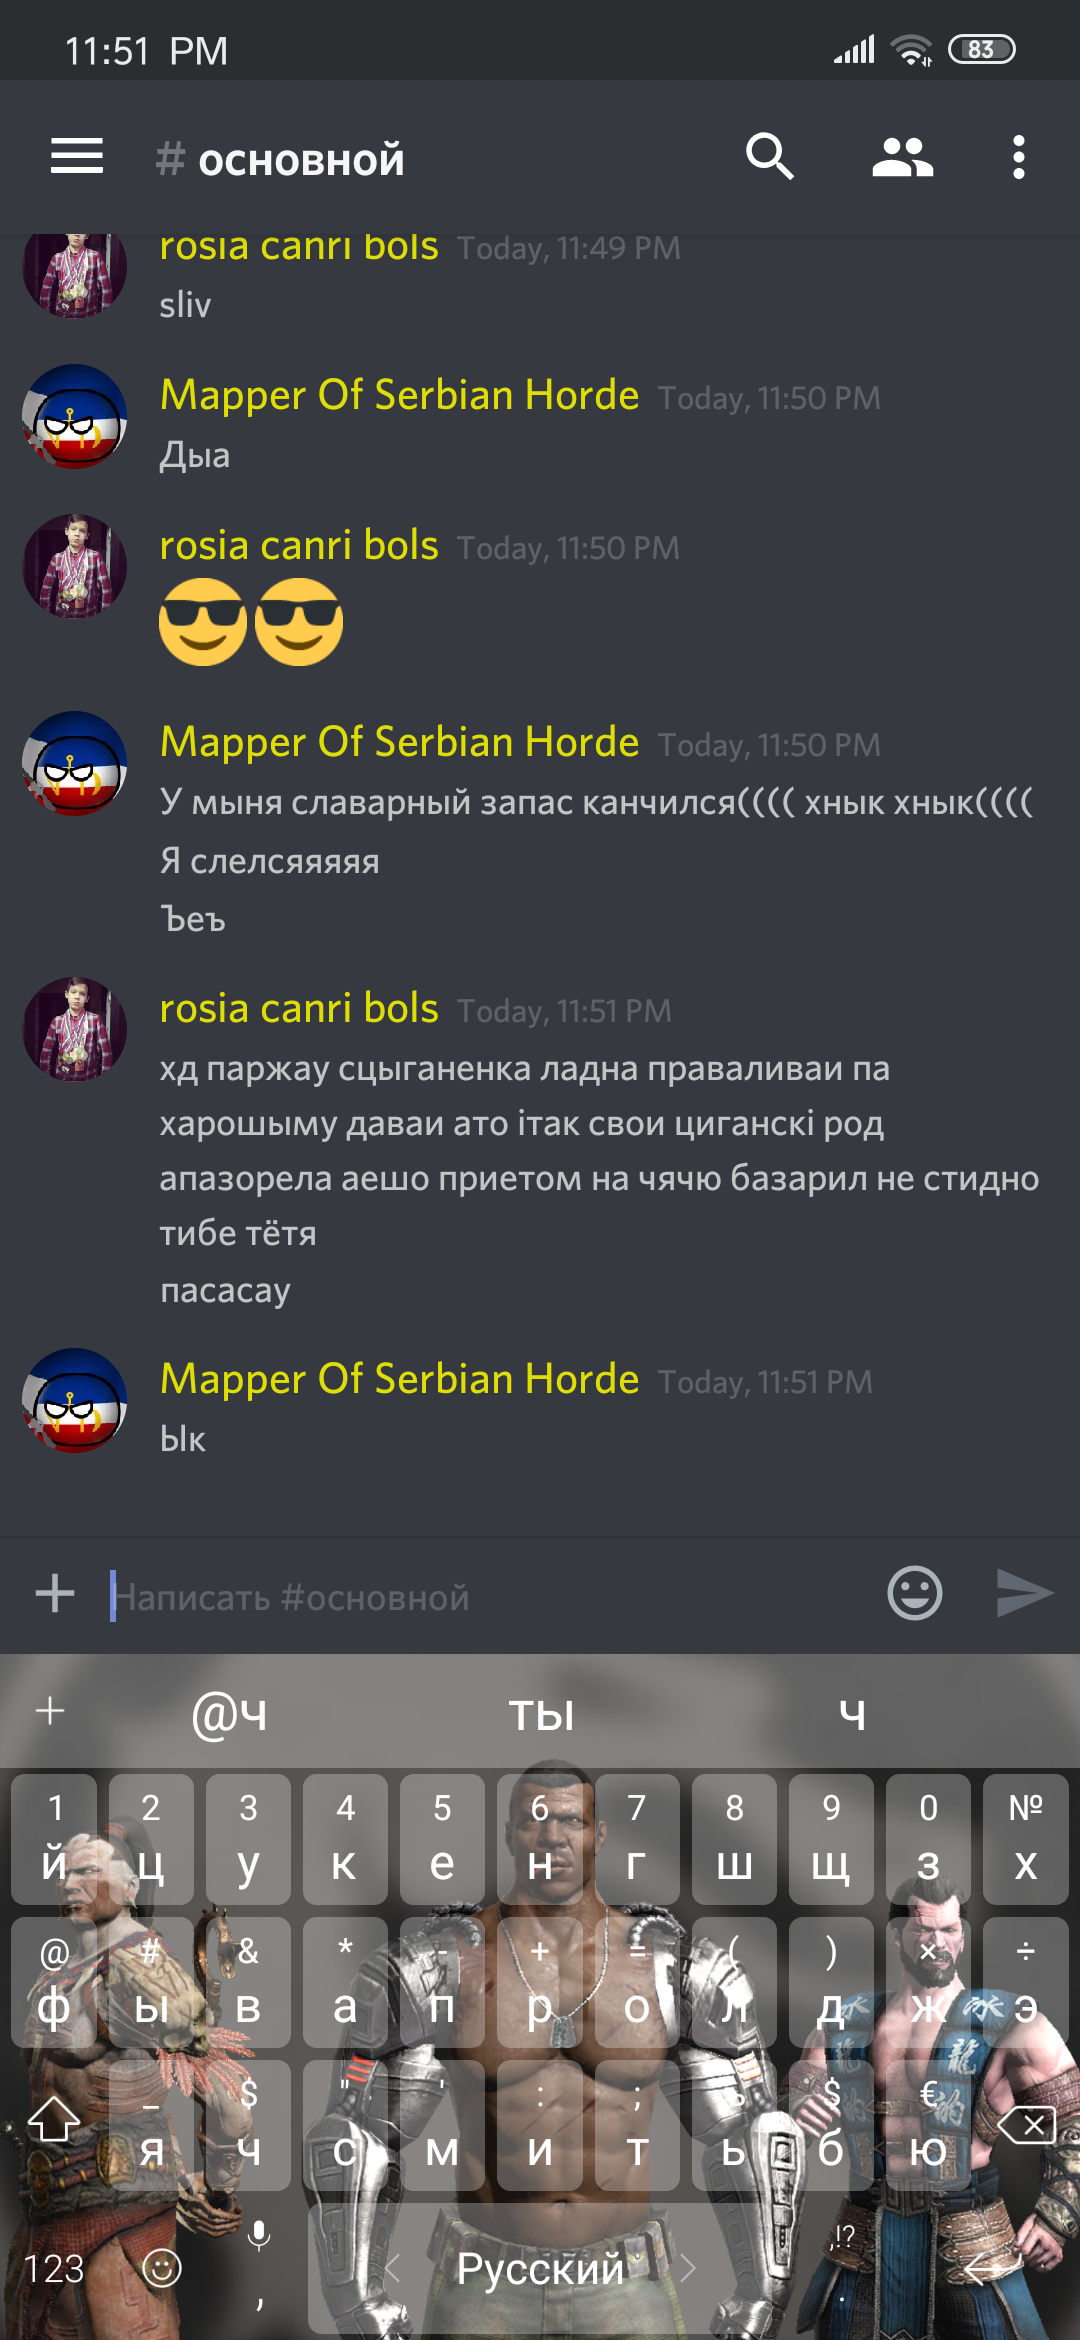 11:51 PM
83
# основной
rosia canri bols Today, 11:49 PM
sliv
Mapper Of Serbian Horde Today, 11:50 PM
Дыа
rosia canri bols Today, 11:50 PM
Mapper Of Serbian Horde Today, 11:50 PM
У мыня славарный запас канчился(((( хнык хнык((((
Я слелсяяяяя
Ъеъ
rosia canri bols Today, 11:51 PM
хд паржау сцыганенка ладна праваливаи па
харошыму даваи ато ітак свои циганскі род
апазорела аешо приетом на чячю базарил не стидно
тибе тётя
пасасау
Mapper Of Serbian Horde Today, 11:51 PM
Ык
Написать #основной
@ч ты ч
1 2 3 4 5 6 7 8 9 0 №
й ц у к е н г ш щ з х
@ # & * - + = ( ) × ÷
ф ы в а п р о л д ж э
_ $ " ' : ; ъ $ €
я ч с м и т ь б ю
,!?
123 , Русский .